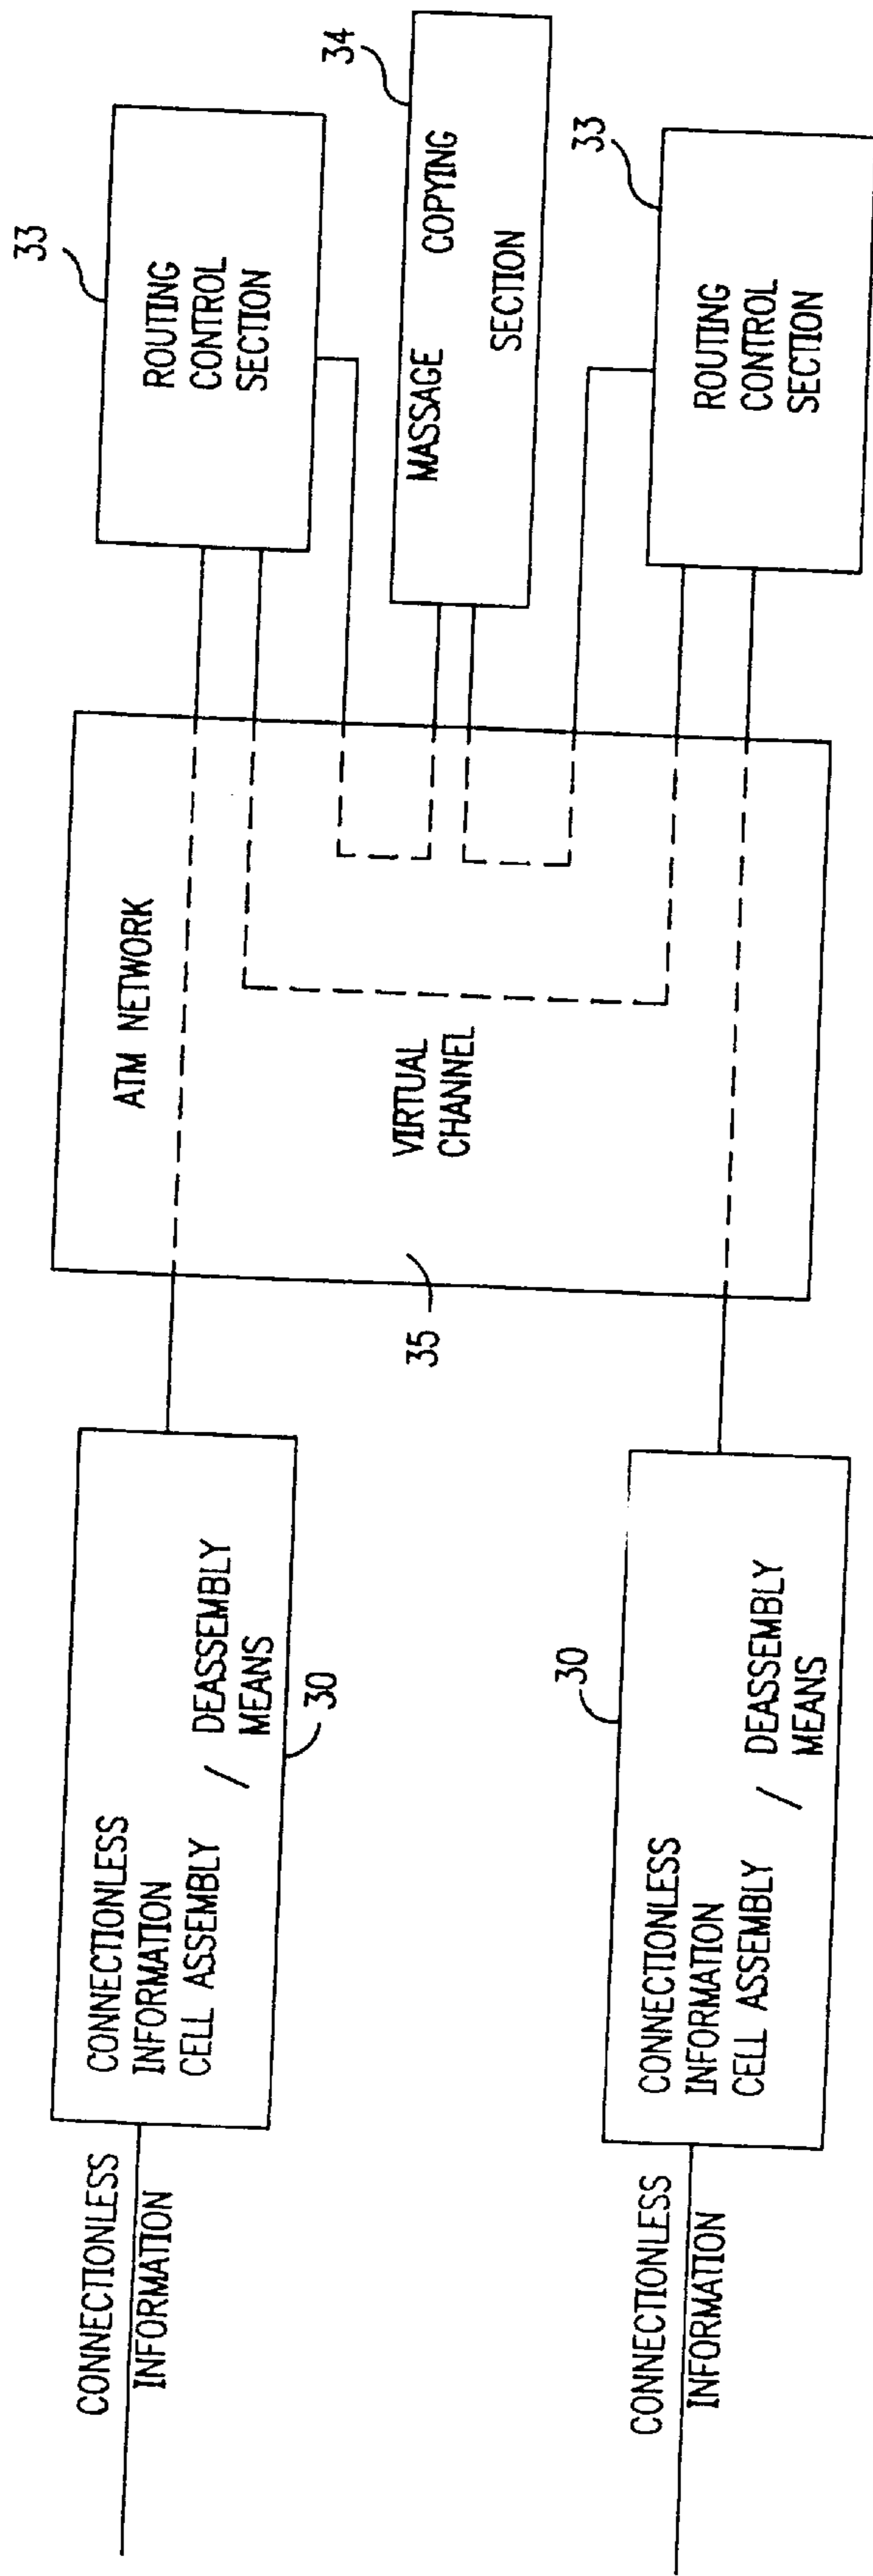 CONNECTIONLESS
INFORMATION
CONNECTIONLESS
INFORMATION
CELL ASSEMBLY
/ DEASSEMBLY
MEANS
30
ATM NETWORK
VIRTUAL
CHANNEL
35
33
ROUTING
CONTROL
SECTION
34
MASSAGE COPYING
SECTION
33
ROUTING
CONTROL
SECTION
CONNECTIONLESS
INFORMATION
30
CONNECTIONLESS
INFORMATION
CELL ASSEMBLY
/ DEASSEMBLY
MEANS